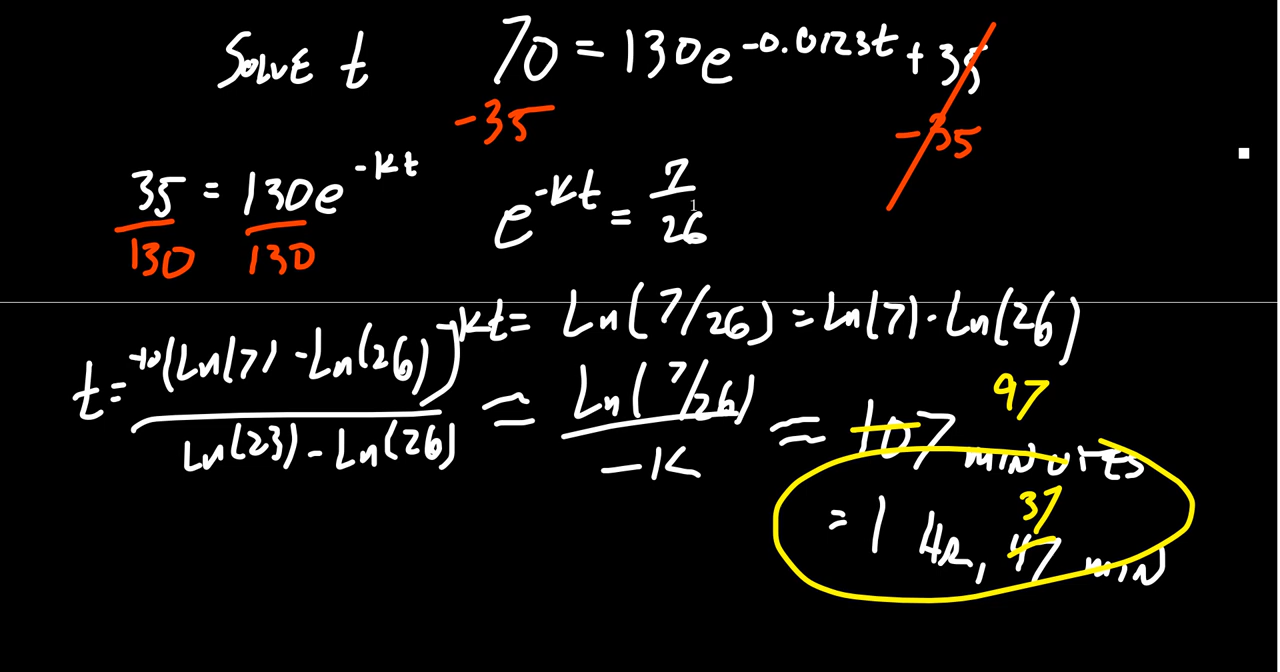 SOLVE t 70 = 130e^-0.0123t + 35
-35 -35
35 = 130e^-kt
130 130
e^-kt = 7/26
kt = Ln(7/26) = Ln(7) - Ln(26)
t = -10(Ln(7) - Ln(26)) / Ln(23) - Ln(26) = Ln(7/26) / -K ≈ 107 minutes 97
= 1 HR, 47 min 37